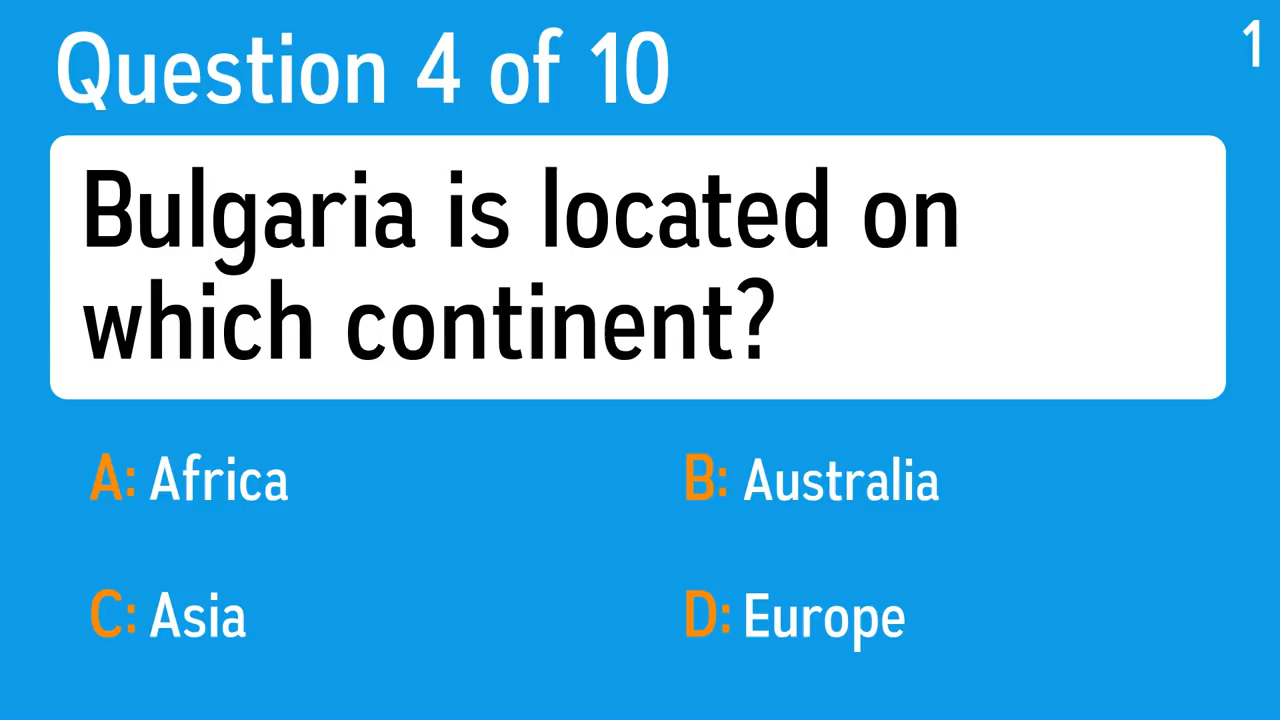 Question 4 of 10
1
Bulgaria is located on
which continent?
A: Africa
B: Australia
C: Asia
D: Europe